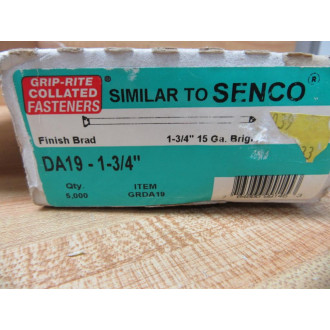 GRIP-RITE®
COLLATED
FASTENERS
SIMILAR TO SENCO®
Finish Brad
1-3/4" 15 Ga. Brig
DA19 - 1-3/4"
Qty.
5,000
ITEM
GRDA19